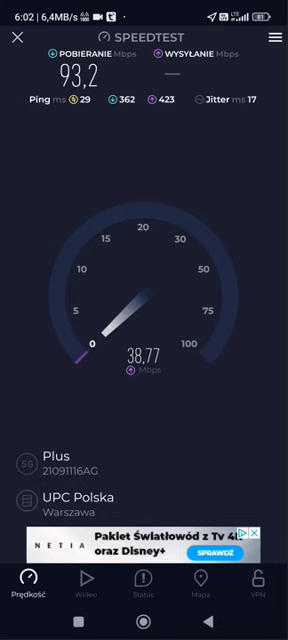 6:02 | 6,4MB/s
SPEEDTEST
POBIERANIE Mbps WYSYŁANIE Mbps
93,2 —
Ping ms 29 362 423 Jitter ms 17
20
15 30
10 50
5 75
0 100
38,77
Mbps
5G Plus
21091116AG
UPC Polska
Warszawa
NETIA
Pakiet Światłowód z Tv 4K
oraz Disney+
SPRAWDŹ
Prędkość Wideo Status Mapa VPN